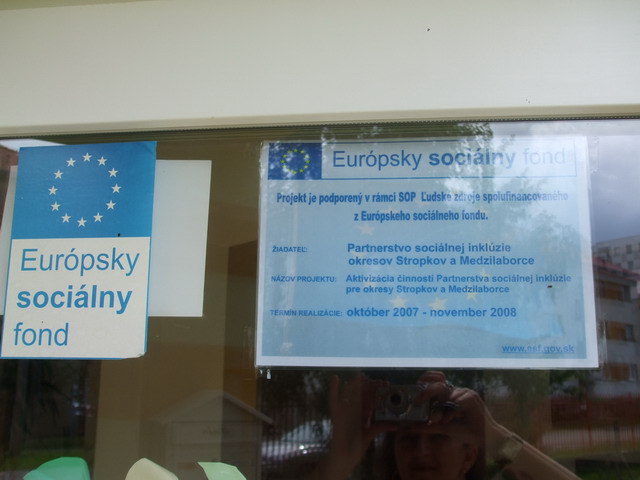 Európsky
sociálny
fond
Európsky sociálny fond
Projekt je podporený v rámci SOP Ľudské zdroje spolufinancovaného
z Európskeho sociálneho fondu.
ŽIADATEĽ: Partnerstvo sociálnej inklúzie
okresov Stropkov a Medzilaborce
NÁZOV PROJEKTU: Aktivizácia činnosti Partnerstva sociálnej inklúzie
pre okresy Stropkov a Medzilaborce
TERMÍN REALIZÁCIE: október 2007 - november 2008
www.esf.gov.sk